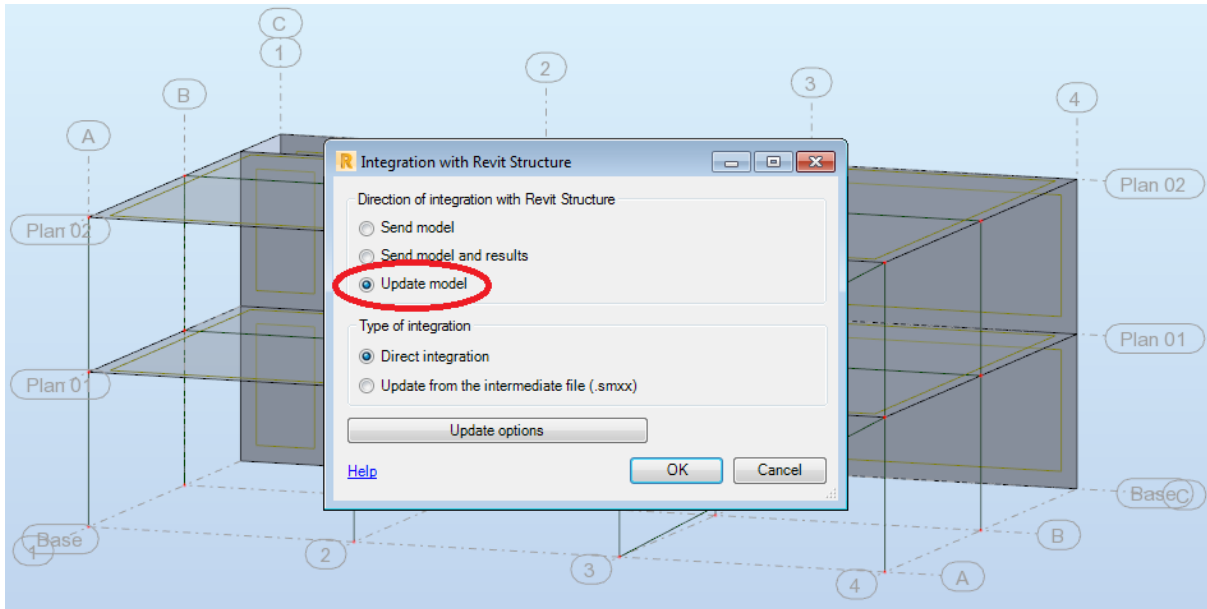 C
1
2
3
B
4
A
Plan 02
Plan 02
Plan 01
Plan 01
R Integration with Revit Structure
Direction of integration with Revit Structure
Send model
Send model and results
Update model
Type of integration
Direct integration
Update from the intermediate file (.smxx)
Update options
Help
OK
Cancel
Base
C
Base
1
2
3
4
B
A